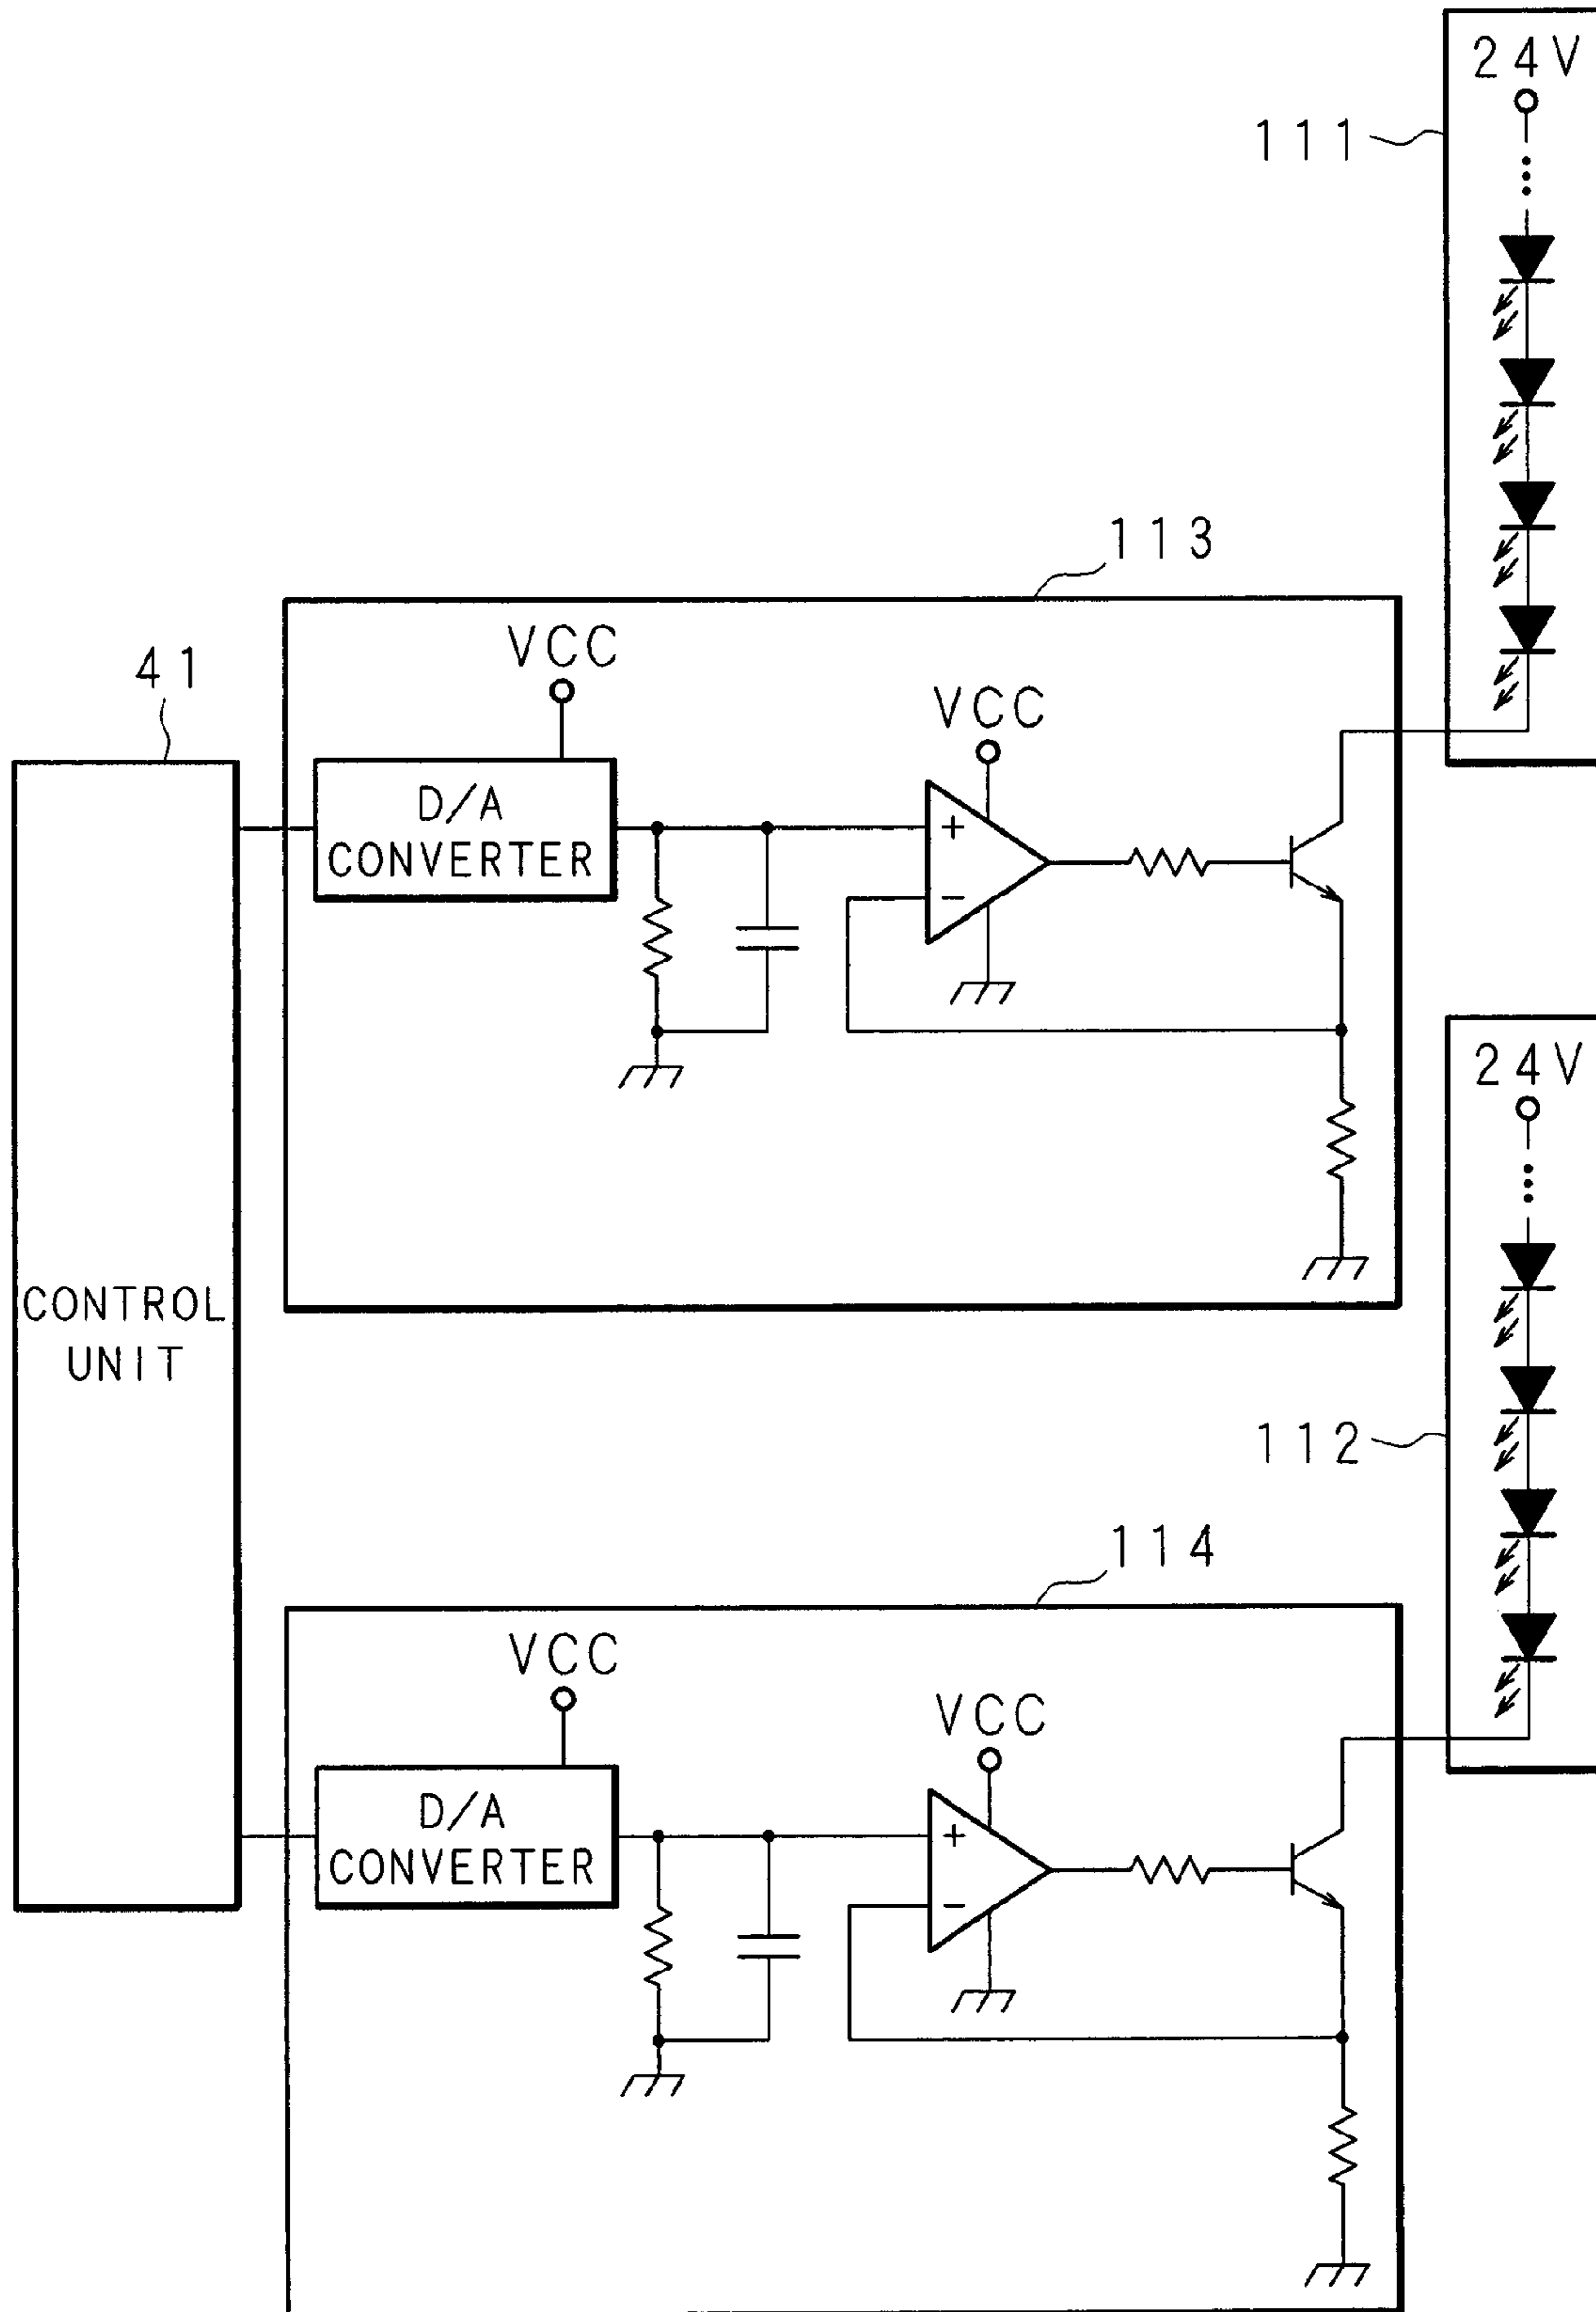 24V
111
113
41
VCC
VCC
D/A
CONVERTER
+
−
24V
CONTROL
UNIT
112
114
VCC
VCC
D/A
CONVERTER
+
−